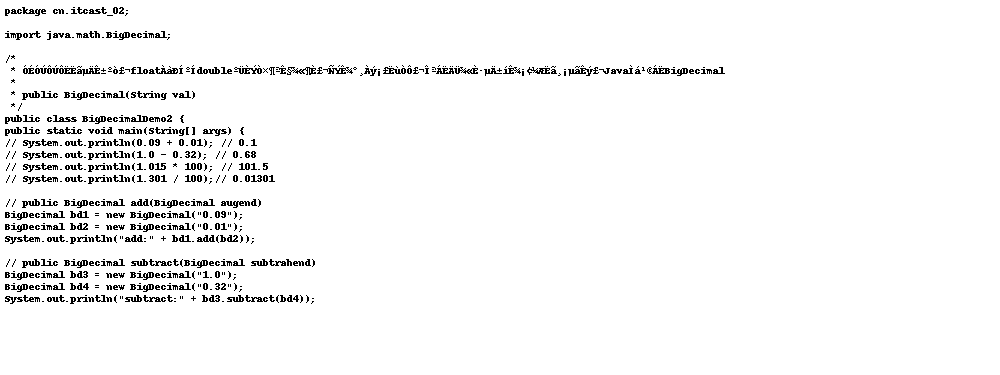 package cn.itcast_02;
import java.math.BigDecimal;
/*
 * ÓÉÓÚÔÚÔËËãµÄÊ±ºò£¬floatÀàÐÍºÍdoubleºÜÈÝÒ×¶ªÊ§¾«¶È£¬ÑÝÊ¾°¸Àý¡£ËùÒÔ£¬ÎªÁËÄÜ¾«È·µÄ±íÊ¾¡¢¼ÆËã¸¡µãÊý£¬JavaÌá¹©ÁËBigDecimal
 *
 * public BigDecimal(String val)
 */
public class BigDecimalDemo2 {
public static void main(String[] args) {
// System.out.println(0.09 + 0.01); // 0.1
// System.out.println(1.0 - 0.32); // 0.68
// System.out.println(1.015 * 100); // 101.5
// System.out.println(1.301 / 100);// 0.01301
// public BigDecimal add(BigDecimal augend)
BigDecimal bd1 = new BigDecimal("0.09");
BigDecimal bd2 = new BigDecimal("0.01");
System.out.println("add:" + bd1.add(bd2));
// public BigDecimal subtract(BigDecimal subtrahend)
BigDecimal bd3 = new BigDecimal("1.0");
BigDecimal bd4 = new BigDecimal("0.32");
System.out.println("subtract:" + bd3.subtract(bd4));